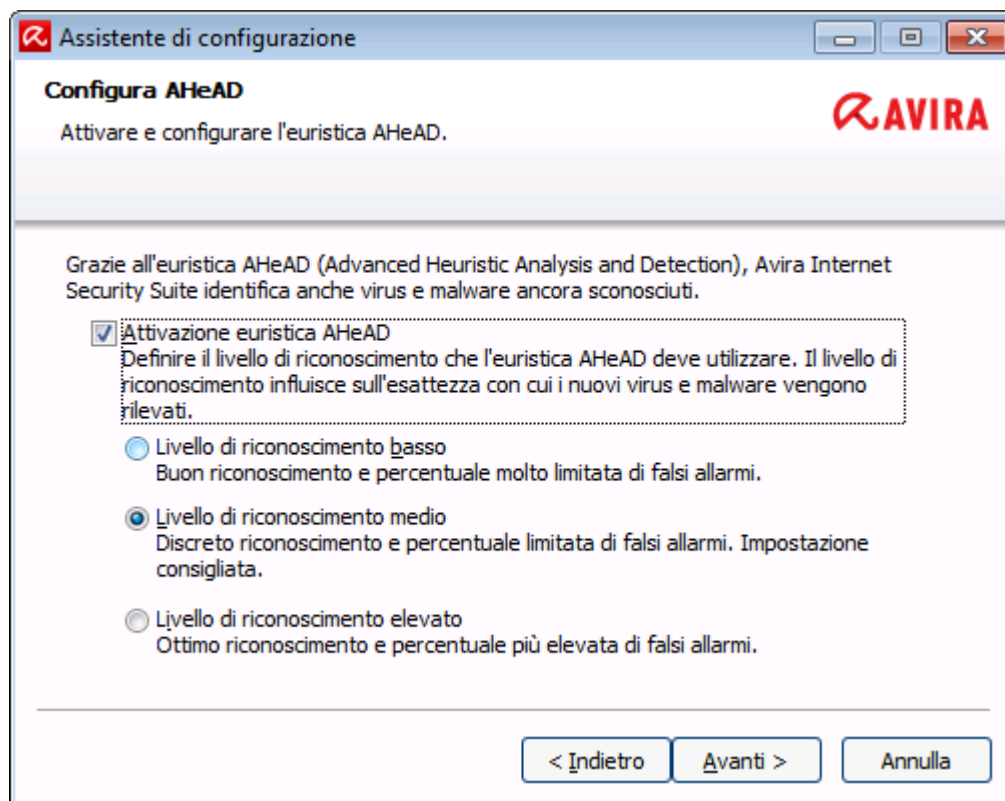 Assistente di configurazione
Configura AHeAD
Attivare e configurare l'euristica AHeAD.
AVIRA
Grazie all'euristica AHeAD (Advanced Heuristic Analysis and Detection), Avira Internet
Security Suite identifica anche virus e malware ancora sconosciuti.
Attivazione euristica AHeAD
Definire il livello di riconoscimento che l'euristica AHeAD deve utilizzare. Il livello di
riconoscimento influisce sull'esattezza con cui i nuovi virus e malware vengono
rilevati.
Livello di riconoscimento basso
Buon riconoscimento e percentuale molto limitata di falsi allarmi.
Livello di riconoscimento medio
Discreto riconoscimento e percentuale limitata di falsi allarmi. Impostazione
consigliata.
Livello di riconoscimento elevato
Ottimo riconoscimento e percentuale più elevata di falsi allarmi.
< Indietro
Avanti >
Annulla